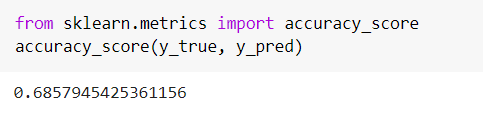 from sklearn.metrics import accuracy_score
accuracy_score(y_true, y_pred)
0.6857945425361156